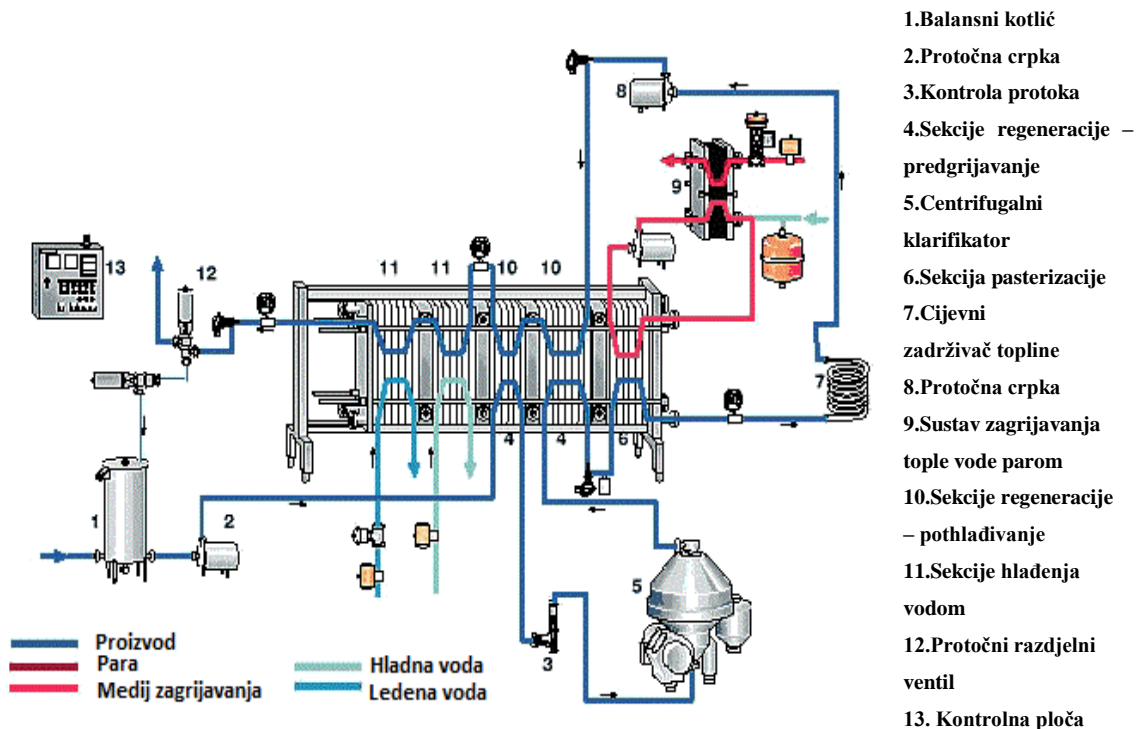 1.Balansni kotlić
2.Protočna crpka
3.Kontrola protoka
4.Sekcije regeneracije –
predgrijavanje
5.Centrifugalni
klarifikator
6.Sekcija pasterizacije
7.Cijevni
zadrživač topline
8.Protočna crpka
9.Sustav zagrijavanja
tople vode parom
10.Sekcije regeneracije
– pothlađivanje
11.Sekcije hlađenja
vodom
12.Protočni razdjelni
ventil
13. Kontrolna ploča
8
9
13
12
11
11
10
10
7
4
4
6
1
2
5
3
Proizvod
Para
Medij zagrijavanja
Hladna voda
Ledena voda